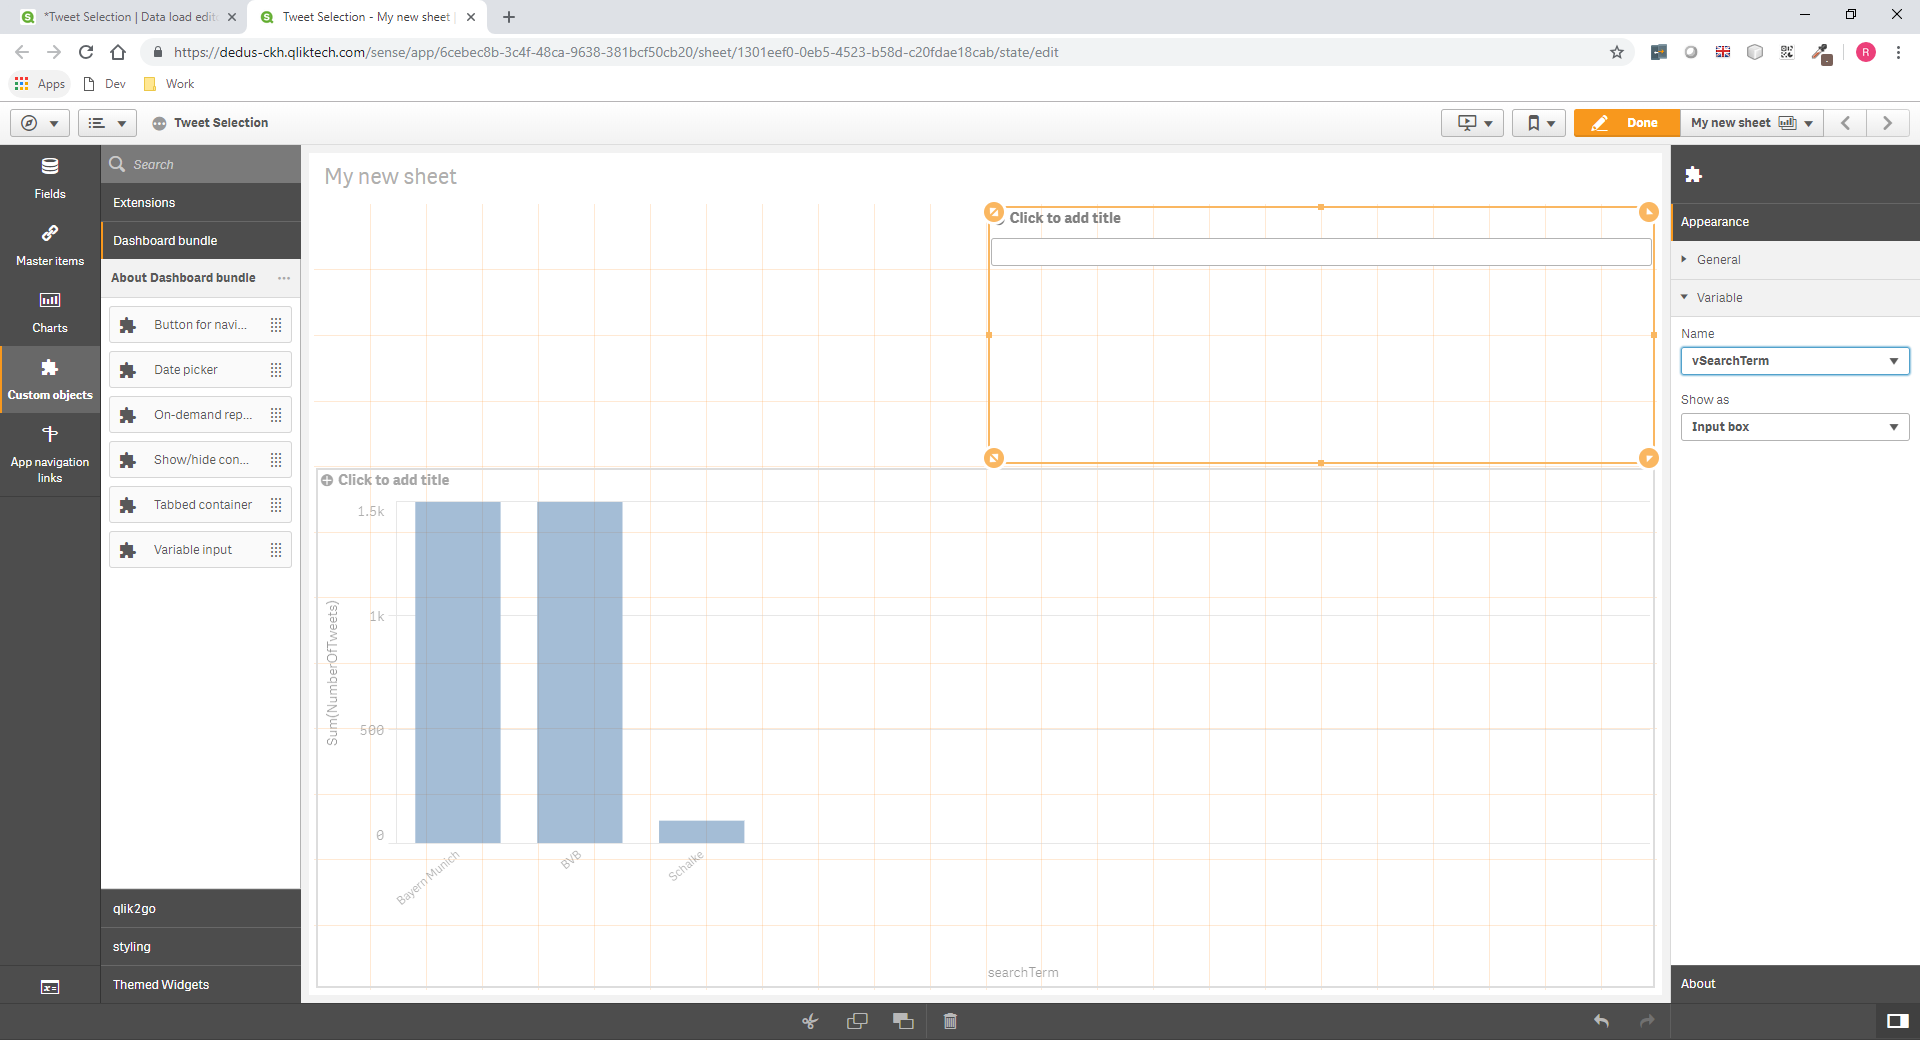 *Tweet Selection | Data load edit
Tweet Selection - My new sheet
https://dedus-ckh.qliktech.com/sense/app/6cebec8b-3c4f-48ca-9638-381bcf50cb20/sheet/1301eef0-0eb5-4523-b58d-c20fdae18cab/state/edit
R
Apps
Dev
Work
Tweet Selection
Done
My new sheet
Fields
Master items
Charts
Custom objects
App navigation
links
Search
Extensions
Dashboard bundle
About Dashboard bundle
Button for navi...
Date picker
On-demand rep...
Show/hide con...
Tabbed container
Variable input
qlik2go
styling
Themed Widgets
My new sheet
Click to add title
Click to add title
Sum(NumberOfTweets)
1.5k
1k
500
0
Bayern Munich
BVB
Schalke
searchTerm
Appearance
General
Variable
Name
vSearchTerm
Show as
Input box
About